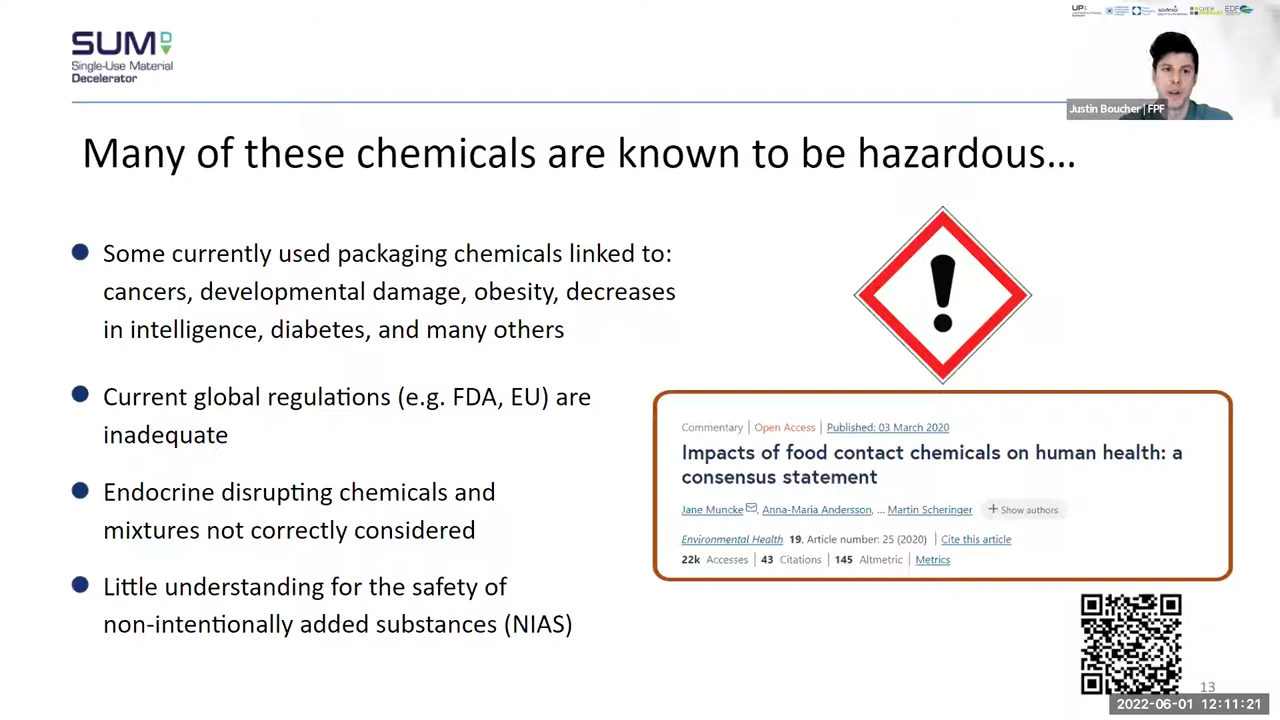 SUMD
Single-Use Material
Decelerator
UP
EDF
Justin Boucher | FPF
Many of these chemicals are known to be hazardous...
Some currently used packaging chemicals linked to:
cancers, developmental damage, obesity, decreases
in intelligence, diabetes, and many others
Current global regulations (e.g. FDA, EU) are
inadequate
Endocrine disrupting chemicals and
mixtures not correctly considered
Little understanding for the safety of
non-intentionally added substances (NIAS)
Commentary | Open Access | Published: 03 March 2020
Impacts of food contact chemicals on human health: a
consensus statement
Jane Muncke, Anna-Maria Andersson, ... Martin Scheringer + Show authors
Environmental Health 19, Article number: 25 (2020) | Cite this article
22k Accesses | 43 Citations | 145 Altmetric | Metrics
13
2022-06-01 12:11:21